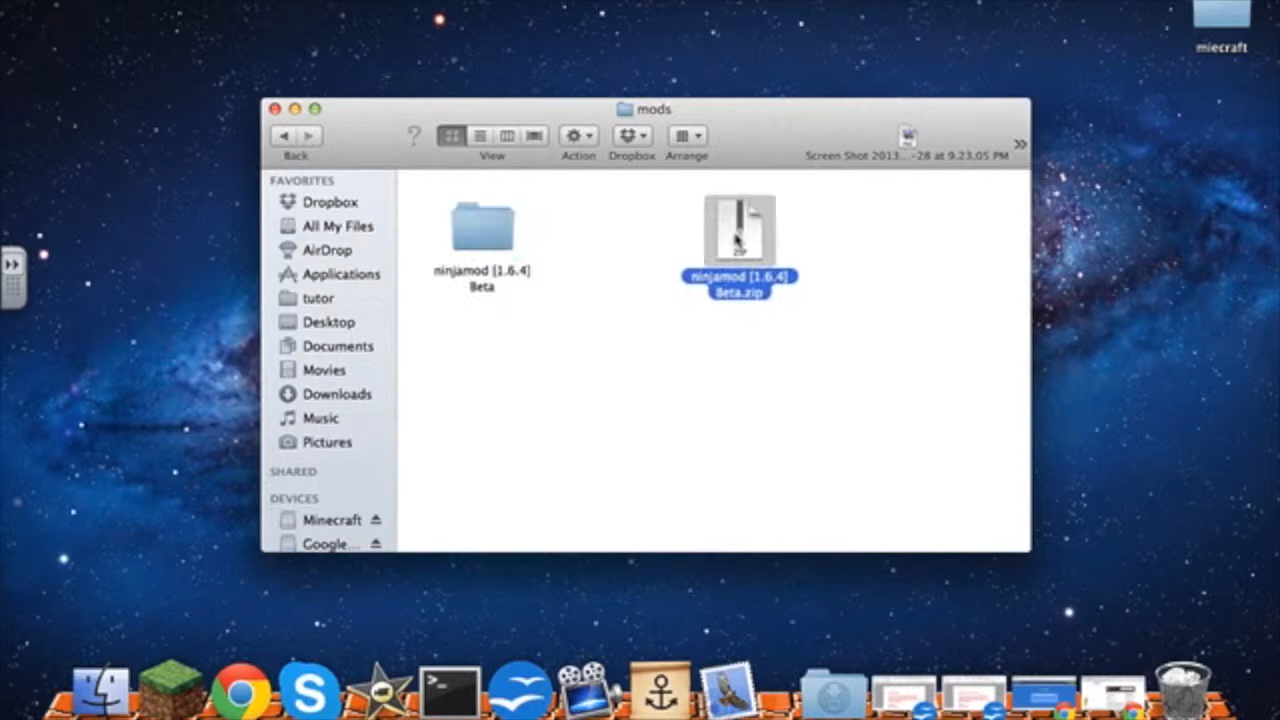 miecraft
mods
Back
View
Action
Dropbox
Arrange
Screen Shot 2013...-28 at 9.23.05 PM
FAVORITES
Dropbox
All My Files
AirDrop
Applications
tutor
Desktop
Documents
Movies
Downloads
Music
Pictures
SHARED
DEVICES
Minecraft
Google...
ninjamod [1.6.4]
Beta
ZIP
ninjamod [1.6.4]
Beta.zip